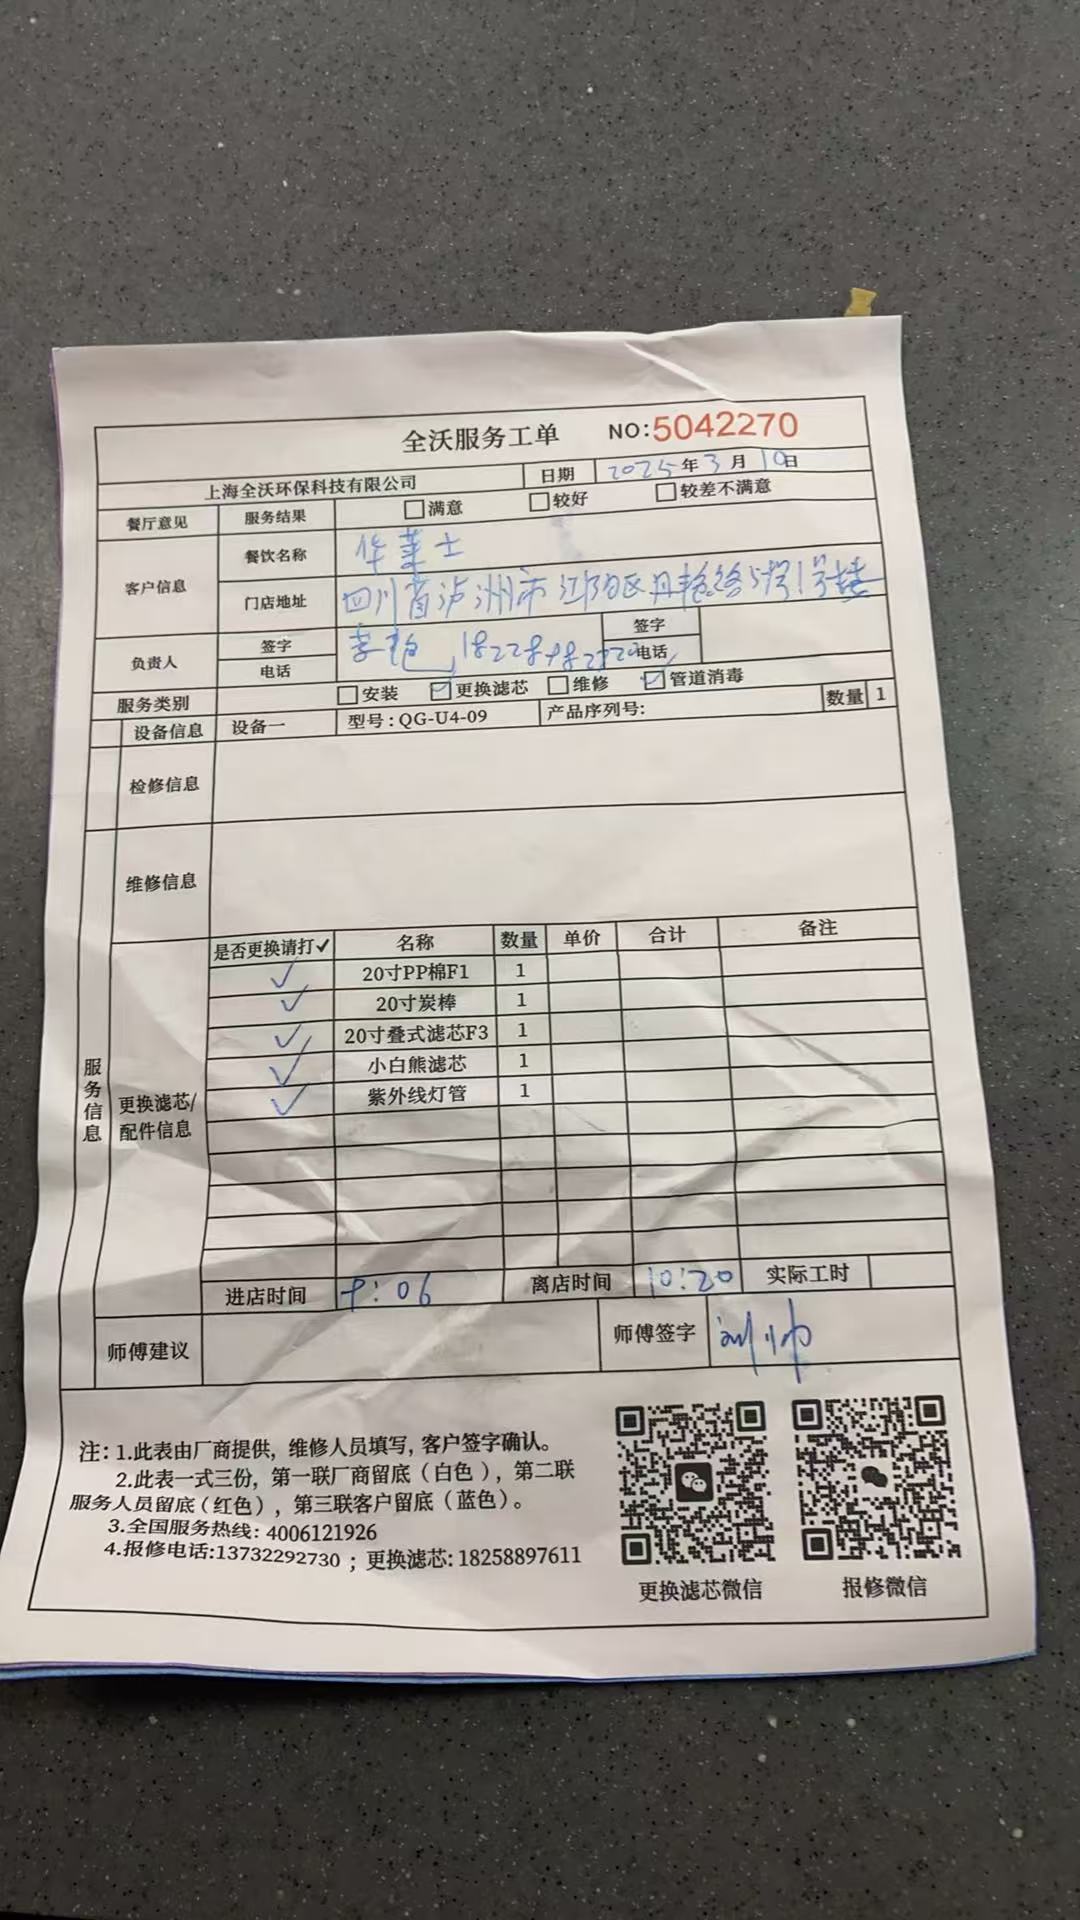 全沃服务工单 NO:5042270
上海全沃环保科技有限公司 日期 2025年3月10日
餐厅意见 服务结果 满意 较好 较差不满意
客户信息 餐饮名称 华莱士
门店地址 四川省泸州市江阳区丹艳路5号1号楼
负责人 签字 签字
电话 电话
服务类别 安装 ✓更换滤芯 维修 ✓管道消毒
设备信息 设备一 型号:QG-U4-09 产品序列号: 数量 1
检修信息
维修信息
服务信息
更换滤芯/配件信息
是否更换请打✓ 名称 数量 单价 合计 备注
✓ 20寸PP棉F1 1
✓ 20寸炭棒 1
✓ 20寸叠式滤芯F3 1
✓ 小白熊滤芯 1
✓ 紫外线灯管 1
进店时间 9:06 离店时间 10:20 实际工时
师傅建议 师傅签字 刘帅
注:1.此表由厂商提供,维修人员填写,客户签字确认。
2.此表一式三份,第一联厂商留底(白色),第二联
服务人员留底(红色),第三联客户留底(蓝色)。
3.全国服务热线:4006121926
4.报修电话:13732292730;更换滤芯:18258897611
更换滤芯微信 报修微信